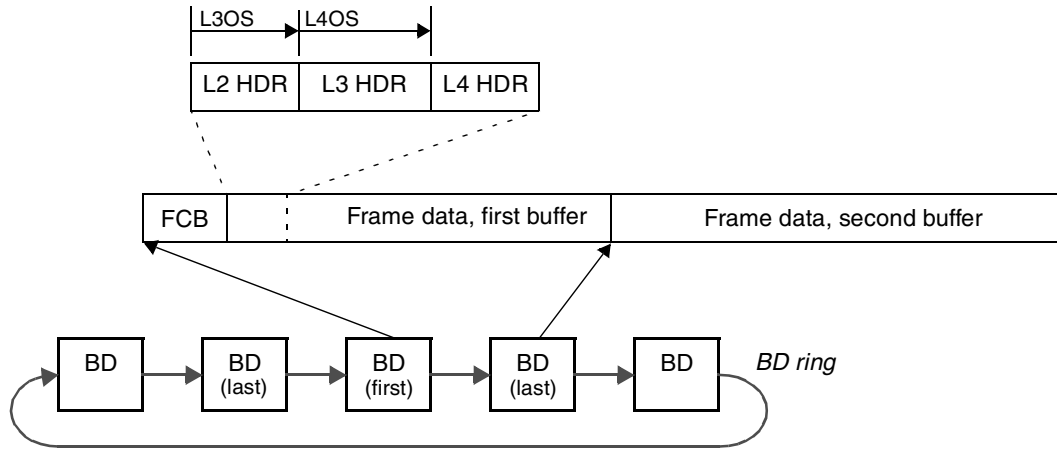 L3OS L4OS
L2 HDR L3 HDR L4 HDR
FCB Frame data, first buffer Frame data, second buffer
BD BD BD BD BD BD ring
(last) (first) (last)